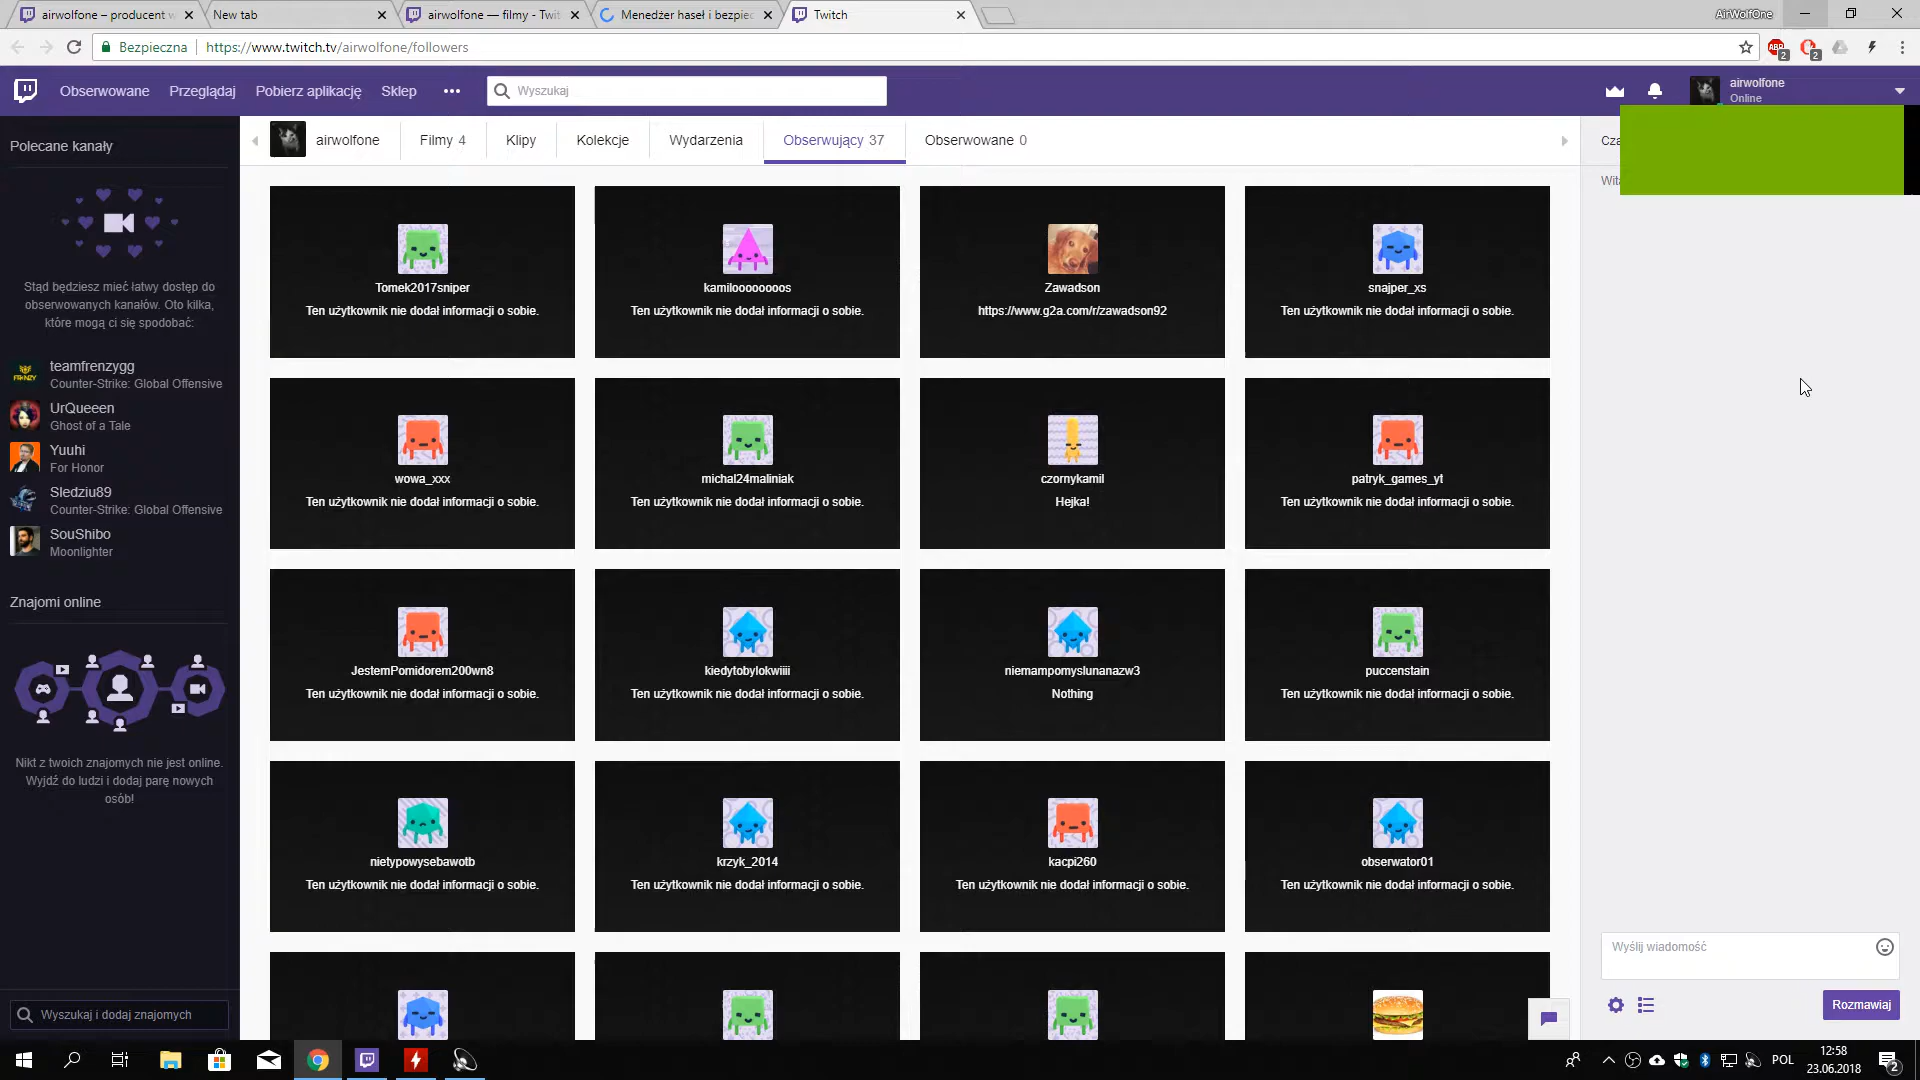 airwolfone – producent w
New tab
airwolfone — filmy - Twit
Menedżer haseł i bezpiec
Twitch
AirWolfOne
Bezpieczna
https://www.twitch.tv/airwolfone/followers
ABP
2
2
Obserwowane
Przeglądaj
Pobierz aplikację
Sklep
Wyszukaj
airwolfone
Online
Polecane kanały
airwolfone
Filmy 4
Klipy
Kolekcje
Wydarzenia
Obserwujący 37
Obserwowane 0
Cza
Wita
Stąd będziesz mieć łatwy dostęp do
obserwowanych kanałów. Oto kilka,
które mogą ci się spodobać:
teamfrenzygg
Counter-Strike: Global Offensive
UrQueeen
Ghost of a Tale
Yuuhi
For Honor
Sledziu89
Counter-Strike: Global Offensive
SouShibo
Moonlighter
Znajomi online
Nikt z twoich znajomych nie jest online.
Wyjdź do ludzi i dodaj parę nowych
osób!
Wyszukaj i dodaj znajomych
Tomek2017sniper
Ten użytkownik nie dodał informacji o sobie.
kamiloooooooos
Ten użytkownik nie dodał informacji o sobie.
Zawadson
https://www.g2a.com/r/zawadson92
snajper_xs
Ten użytkownik nie dodał informacji o sobie.
wowa_xxx
Ten użytkownik nie dodał informacji o sobie.
michal24maliniak
Ten użytkownik nie dodał informacji o sobie.
czornykamil
Hejka!
patryk_games_yt
Ten użytkownik nie dodał informacji o sobie.
JestemPomidorem200wn8
Ten użytkownik nie dodał informacji o sobie.
kiedytobylokwiiii
Ten użytkownik nie dodał informacji o sobie.
niemampomyslunanazw3
Nothing
puccenstain
Ten użytkownik nie dodał informacji o sobie.
nietypowysebawotb
Ten użytkownik nie dodał informacji o sobie.
krzyk_2014
Ten użytkownik nie dodał informacji o sobie.
kacpi260
Ten użytkownik nie dodał informacji o sobie.
obserwator01
Ten użytkownik nie dodał informacji o sobie.
Wyślij wiadomość
Rozmawiaj
POL
12:58
23.06.2018
2